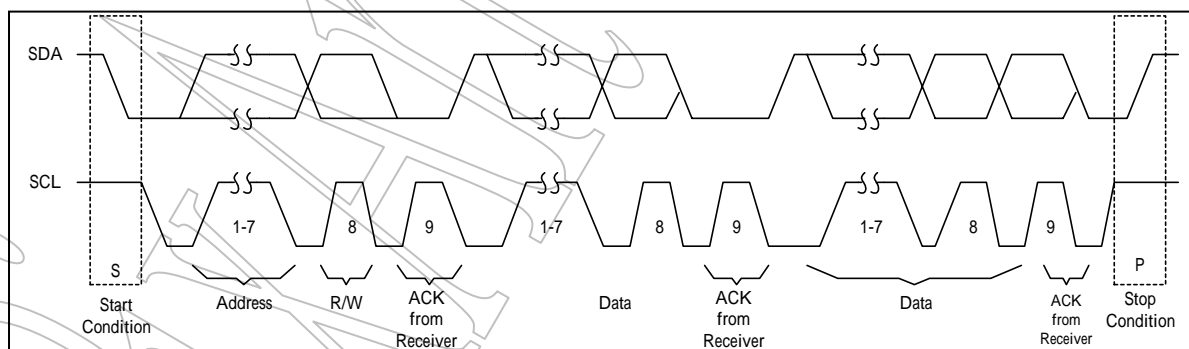 SDA
SCL
1-7
8
9
1-7
8
9
1-7
8
9
S
P
Start
Condition
Address
R/W
ACK
from
Receiver
Data
ACK
from
Receiver
Data
ACK
from
Receiver
Stop
Condition